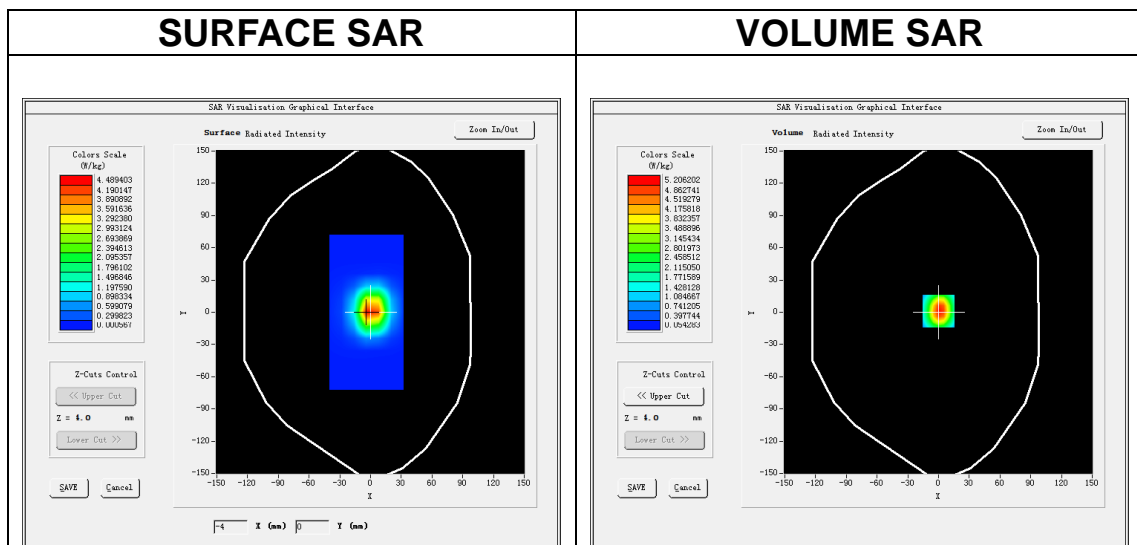 SURFACE SAR
SAR Visualisation Graphical Interface
Surface Radiated Intensity
Zoom In/Out
Colors Scale
(W/kg)
4.489403
4.190147
3.890892
3.591636
3.292380
2.993124
2.693869
2.394613
2.095357
1.796102
1.496846
1.197590
0.898334
0.599079
0.299823
0.000567
Z-Cuts Control
<< Upper Cut
Z = 4.0 mm
Lower Cut >>
SAVE Cancel
150
120
90
60
30
0
-30
-60
-90
-120
-150
Y
-150 -120 -90 -60 -30 0 30 60 90 120 150
X
-4 X (mm) 0 Y (mm)
VOLUME SAR
SAR Visualisation Graphical Interface
Volume Radiated Intensity
Zoom In/Out
Colors Scale
(W/kg)
5.206202
4.862741
4.519279
4.175818
3.832357
3.488896
3.145434
2.801973
2.458512
2.115050
1.771589
1.428128
1.084667
0.741205
0.397744
0.054283
Z-Cuts Control
<< Upper Cut
Z = 4.0 mm
Lower Cut >>
SAVE Cancel
150
120
90
60
30
0
-30
-60
-90
-120
-150
Y
-150 -120 -90 -60 -30 0 30 60 90 120 150
X